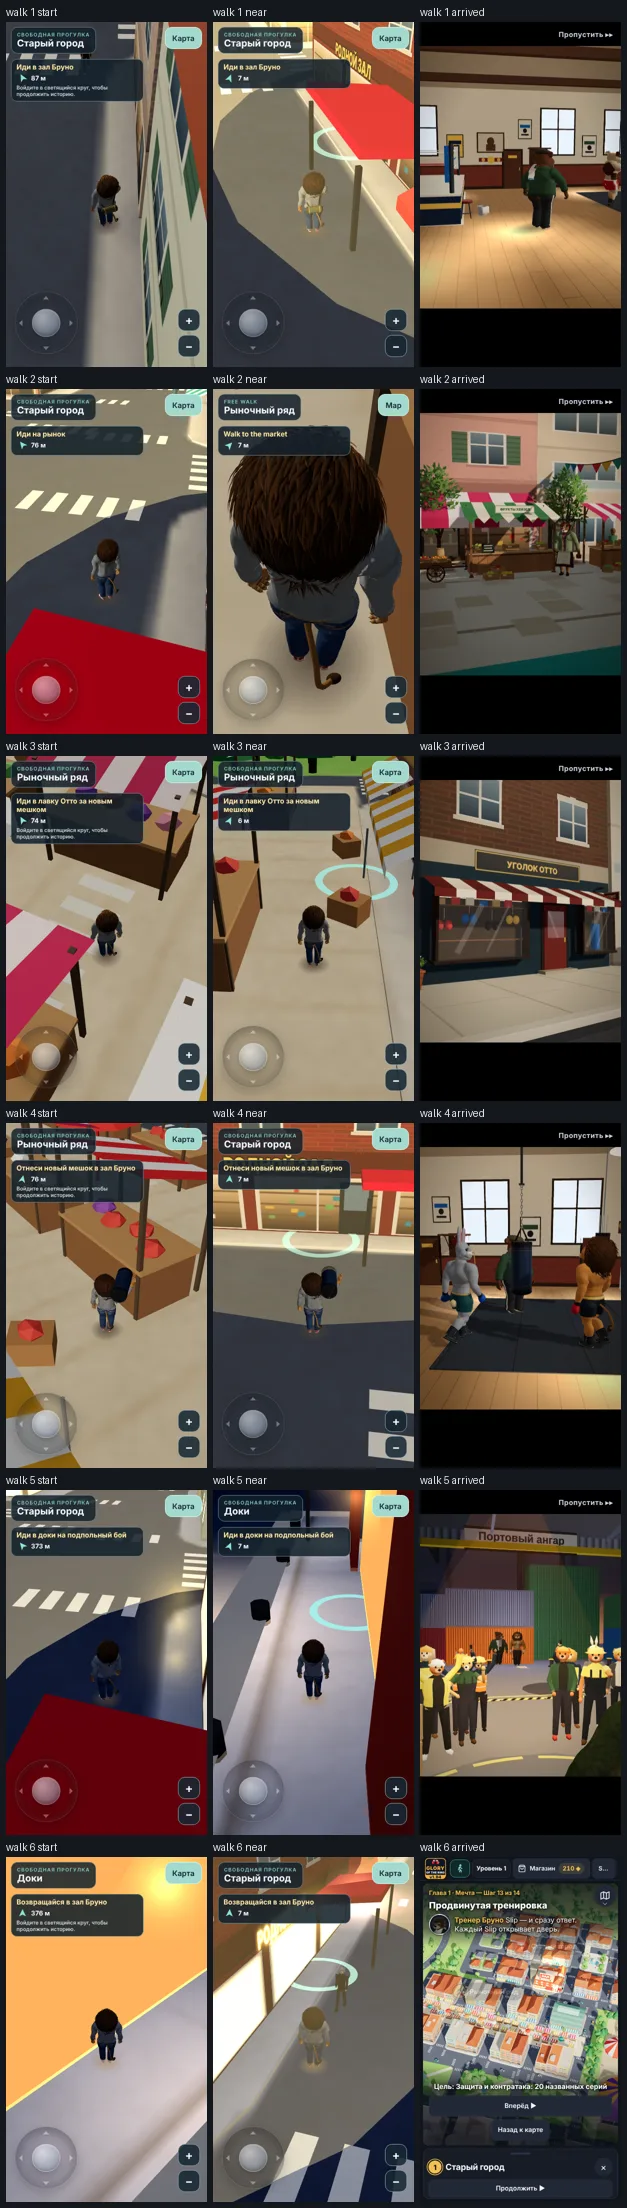 walk 1 start
СВОБОДНАЯ ПРОГУЛКА
Старый город
Карта
Иди в зал Бруно
87 м
Войдите в светящийся круг, чтобы
продолжить историю.
+
−
walk 1 near
СВОБОДНАЯ ПРОГУЛКА
Старый город
Карта
Иди в зал Бруно
7 м
+
−
walk 1 arrived
Пропустить ▸▸
walk 2 start
СВОБОДНАЯ ПРОГУЛКА
Старый город
Карта
Иди на рынок
76 м
+
−
walk 2 near
FREE WALK
Рыночный ряд
Map
Walk to the market
7 м
+
−
walk 2 arrived
Пропустить ▸▸
walk 3 start
СВОБОДНАЯ ПРОГУЛКА
Рыночный ряд
Карта
Иди в лавку Отто за новым
мешком
74 м
Войдите в светящийся круг, чтобы
продолжить историю.
+
−
walk 3 near
СВОБОДНАЯ ПРОГУЛКА
Рыночный ряд
Карта
Иди в лавку Отто за новым
мешком
6 м
+
−
walk 3 arrived
Пропустить ▸▸
УГОЛОК ОТТО
walk 4 start
СВОБОДНАЯ ПРОГУЛКА
Рыночный ряд
Карта
Отнеси новый мешок в зал Бруно
76 м
Войдите в светящийся круг, чтобы
продолжить историю.
+
−
walk 4 near
СВОБОДНАЯ ПРОГУЛКА
Старый город
Карта
Отнеси новый мешок в зал Бруно
7 м
+
−
walk 4 arrived
Пропустить ▸▸
walk 5 start
СВОБОДНАЯ ПРОГУЛКА
Старый город
Карта
Иди в доки на подпольный бой
373 м
+
−
walk 5 near
СВОБОДНАЯ ПРОГУЛКА
Доки
Карта
Иди в доки на подпольный бой
7 м
+
−
walk 5 arrived
Пропустить ▸▸
Портовый ангар
walk 6 start
СВОБОДНАЯ ПРОГУЛКА
Доки
Карта
Возвращайся в зал Бруно
376 м
Войдите в светящийся круг, чтобы
продолжить историю.
+
−
walk 6 near
СВОБОДНАЯ ПРОГУЛКА
Старый город
Карта
Возвращайся в зал Бруно
7 м
+
−
walk 6 arrived
GLORY
Уровень 1
Магазин
210
S...
Глава 1 · Мечта — Шаг 13 из 14
Продвинутая тренировка
Тренер Бруно Slip — и сразу ответ.
Каждый Slip открывает дверь.
Цель: Защита и контратака: 20 названных серий
Вперёд ▶
Назад к карте
1 Старый город
×
Продолжить ▶